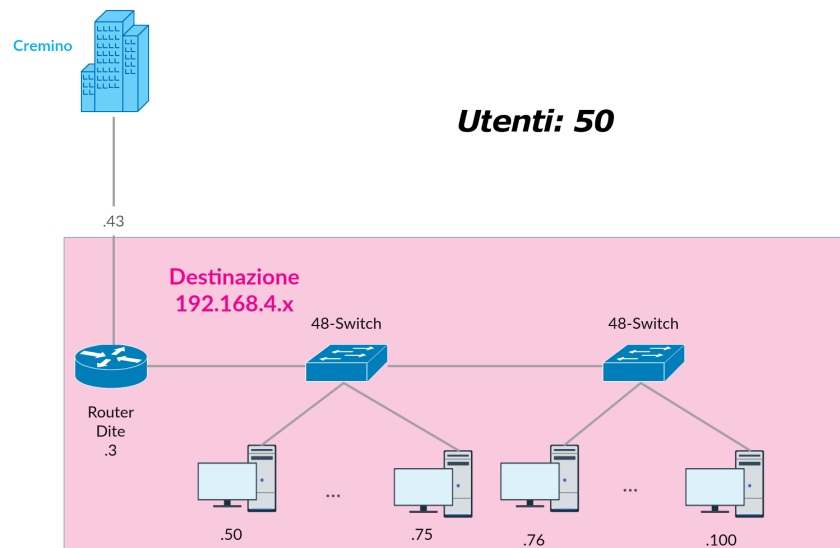 Cremino
Utenti: 50
.43
Destinazione
192.168.4.x
48-Switch
48-Switch
Router
Dite
.3
...
...
.50
.75
.76
.100